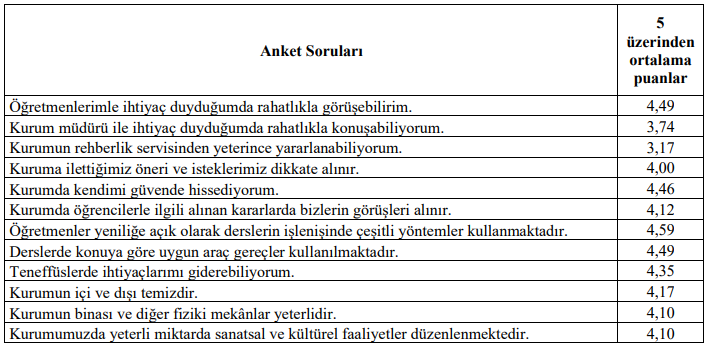 Anket Soruları
5
üzerinden
ortalama
puanlar
Öğretmenlerimle ihtiyaç duyduğumda rahatlıkla görüşebilirim. 4,49
Kurum müdürü ile ihtiyaç duyduğumda rahatlıkla konuşabiliyorum. 3,74
Kurumun rehberlik servisinden yeterince yararlanabiliyorum. 3,17
Kuruma ilettiğimiz öneri ve isteklerimiz dikkate alınır. 4,00
Kurumda kendimi güvende hissediyorum. 4,46
Kurumda öğrencilerle ilgili alınan kararlarda bizlerin görüşleri alınır. 4,12
Öğretmenler yeniliğe açık olarak derslerin işlenişinde çeşitli yöntemler kullanmaktadır. 4,59
Derslerde konuya göre uygun araç gereçler kullanılmaktadır. 4,49
Teneffüslerde ihtiyaçlarımı giderebiliyorum. 4,35
Kurumun içi ve dışı temizdir. 4,17
Kurumun binası ve diğer fiziki mekânlar yeterlidir. 4,10
Kurumumuzda yeterli miktarda sanatsal ve kültürel faaliyetler düzenlenmektedir. 4,10